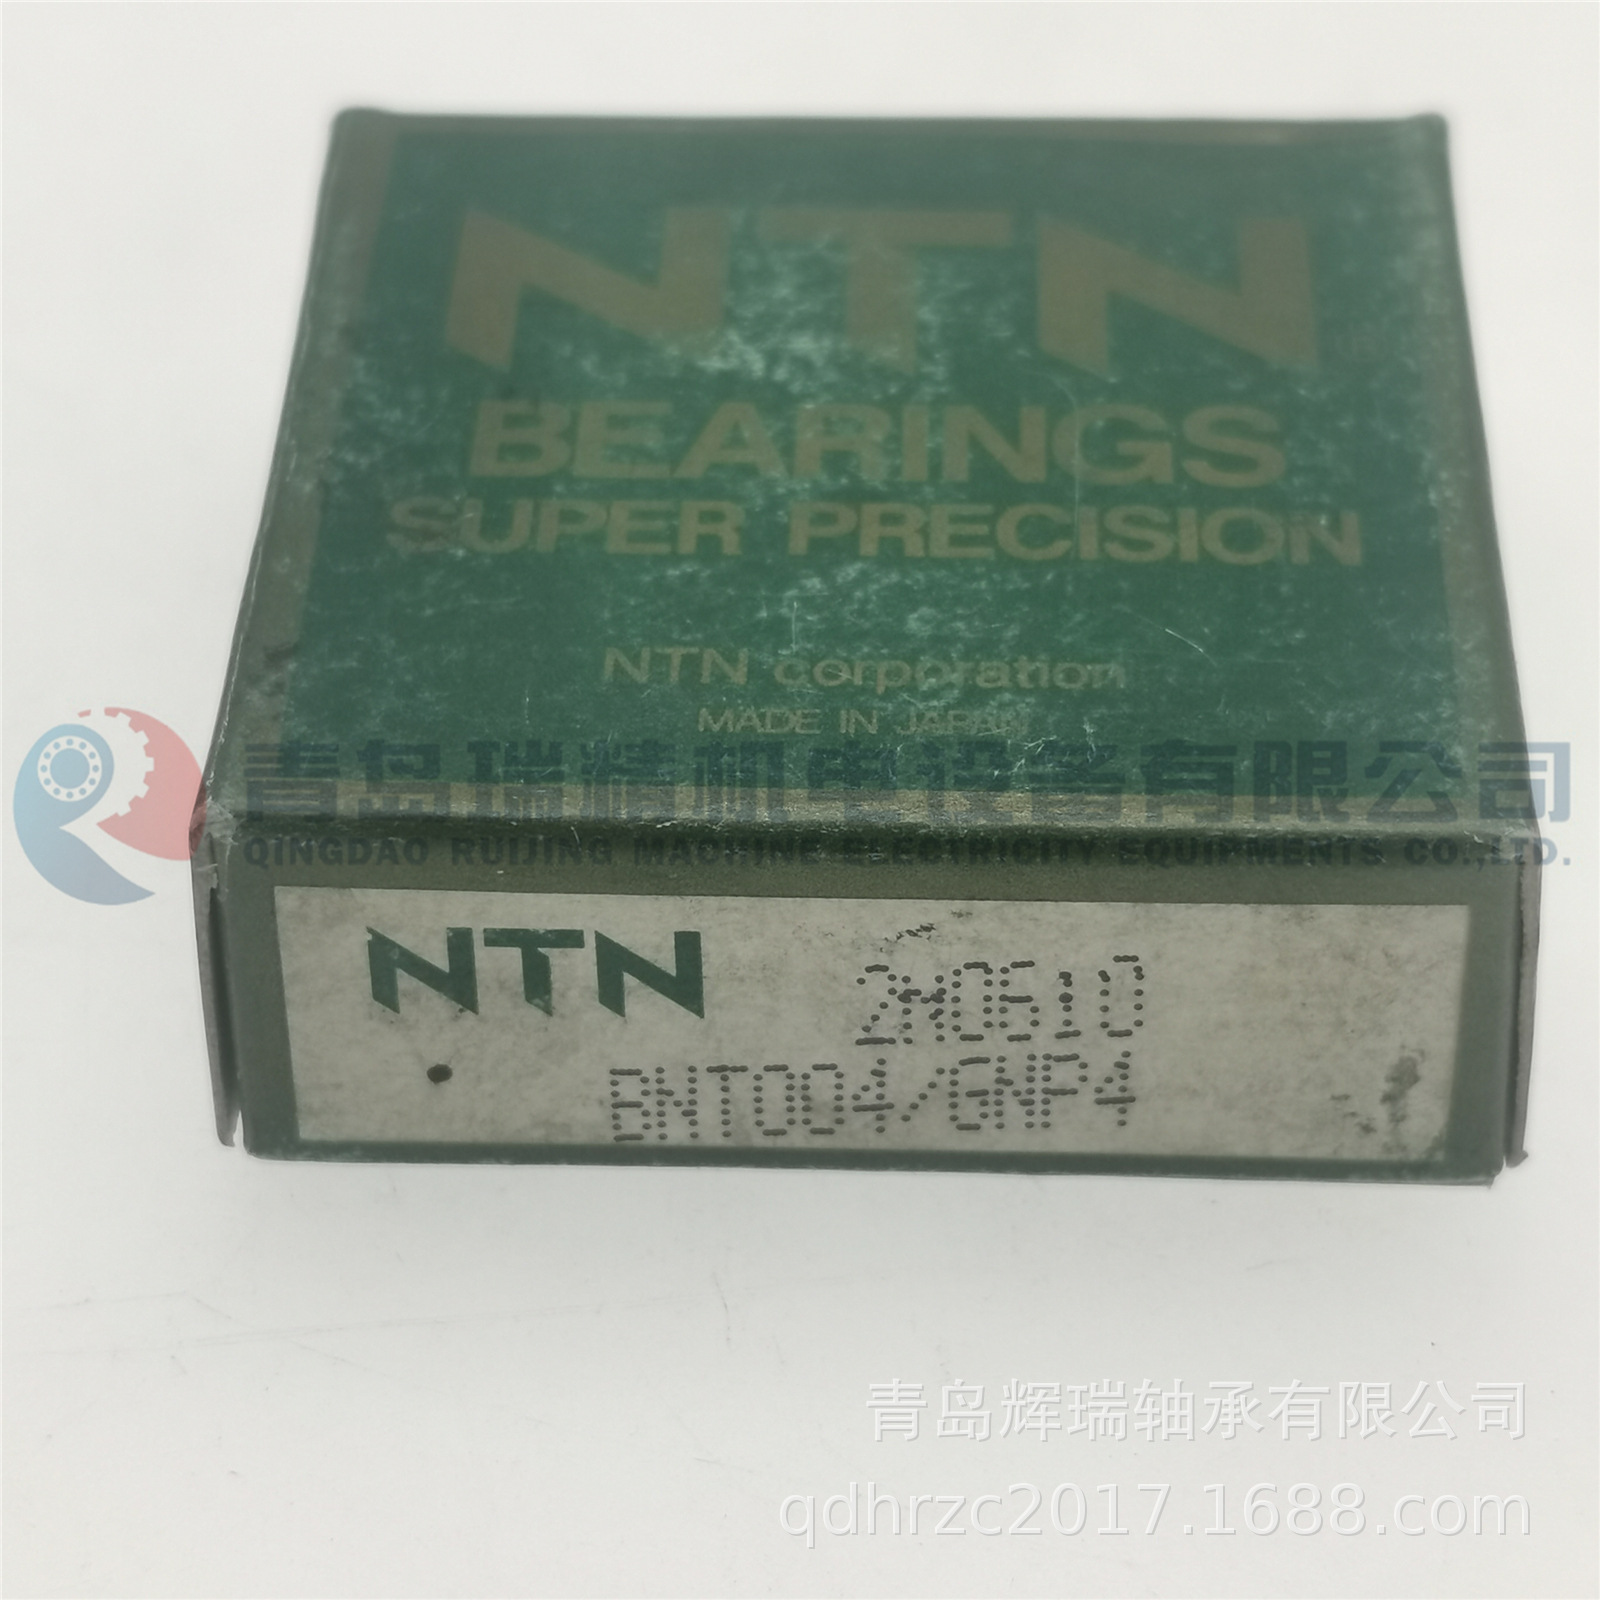 NTN
BEARINGS
SUPER PRECISION
NTN corporation
MADE IN JAPAN
青岛瑞精机电设备有限公司
QINGDAO RUIJING MACHINE ELECTRICITY EQUIPMENTS CO.,LTD.
NTN
2M0610
BNT004/GNP4
青岛辉瑞轴承有限公司
qdhrzc2017.1688.com